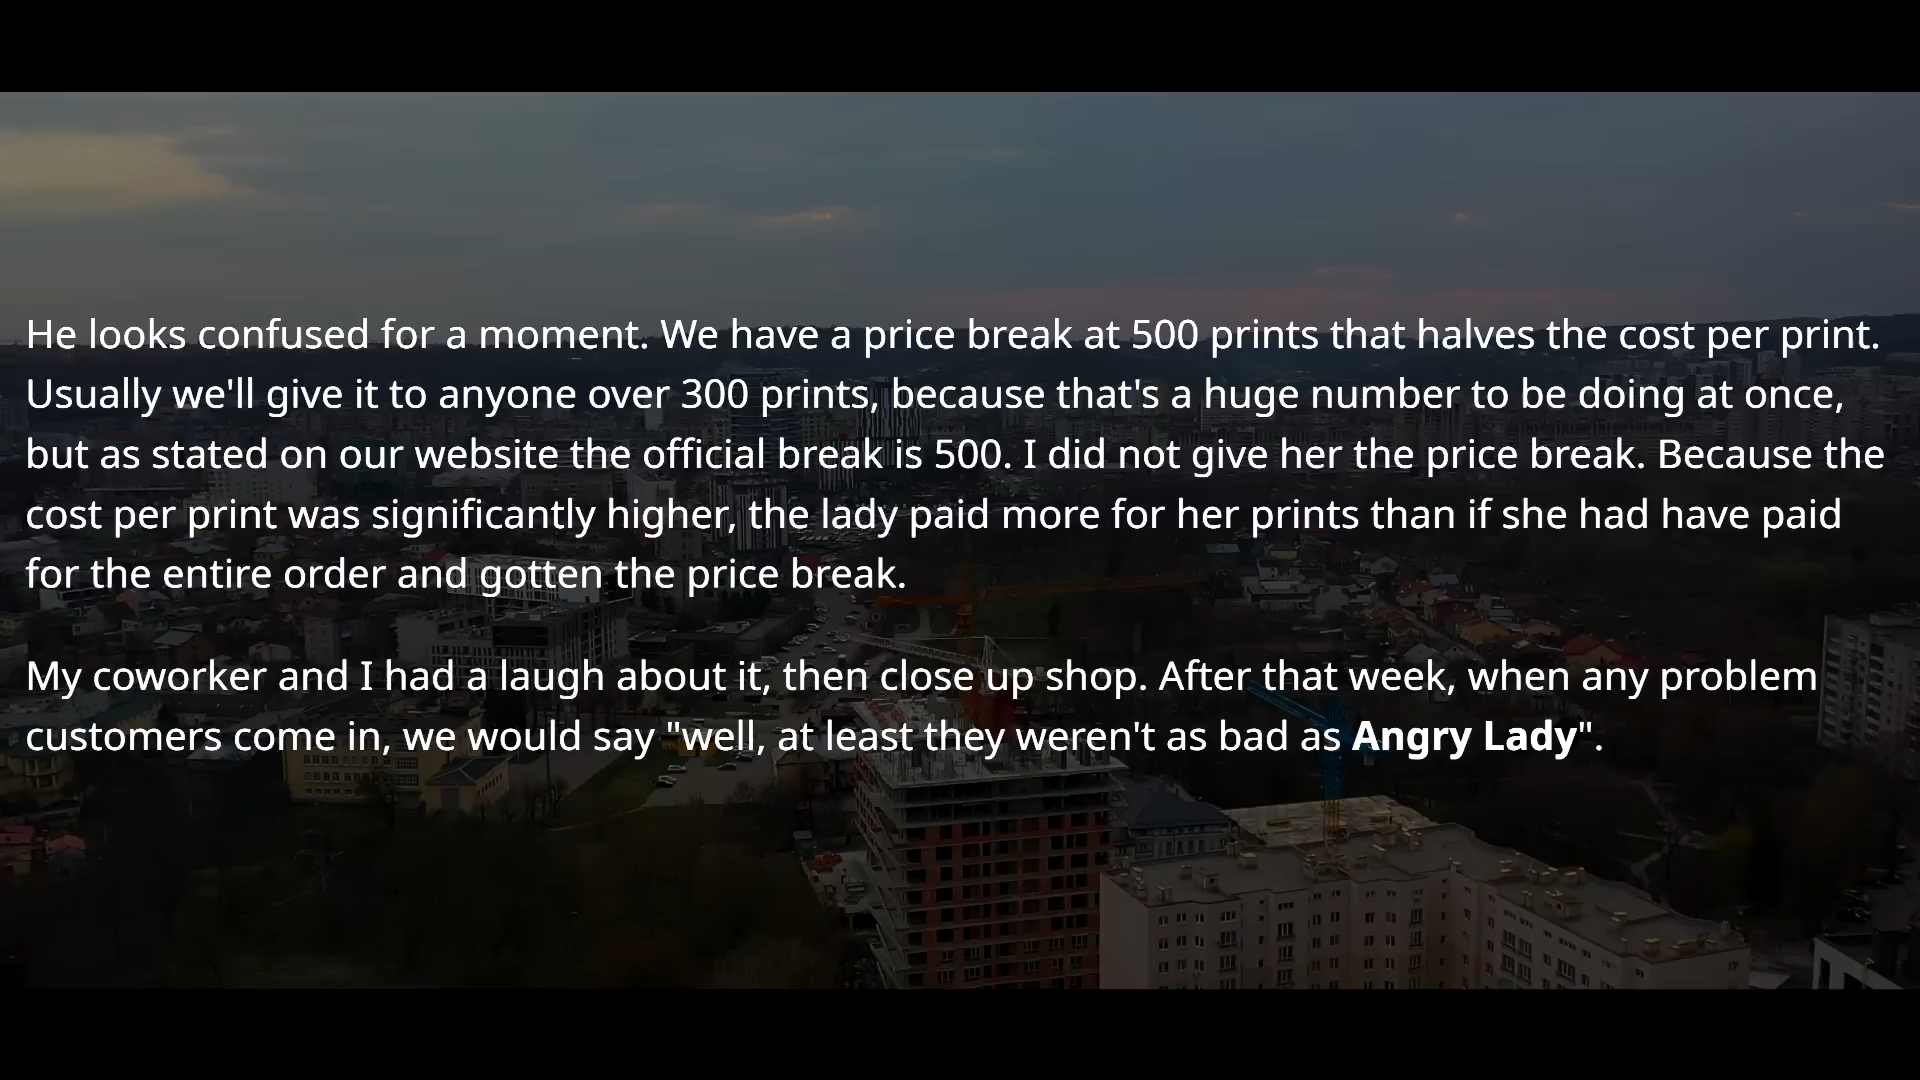 He looks confused for a moment. We have a price break at 500 prints that halves the cost per print.
Usually we'll give it to anyone over 300 prints, because that's a huge number to be doing at once,
but as stated on our website the official break is 500. I did not give her the price break. Because the
cost per print was significantly higher, the lady paid more for her prints than if she had have paid
for the entire order and gotten the price break.
My coworker and I had a laugh about it, then close up shop. After that week, when any problem
customers come in, we would say "well, at least they weren't as bad as Angry Lady".